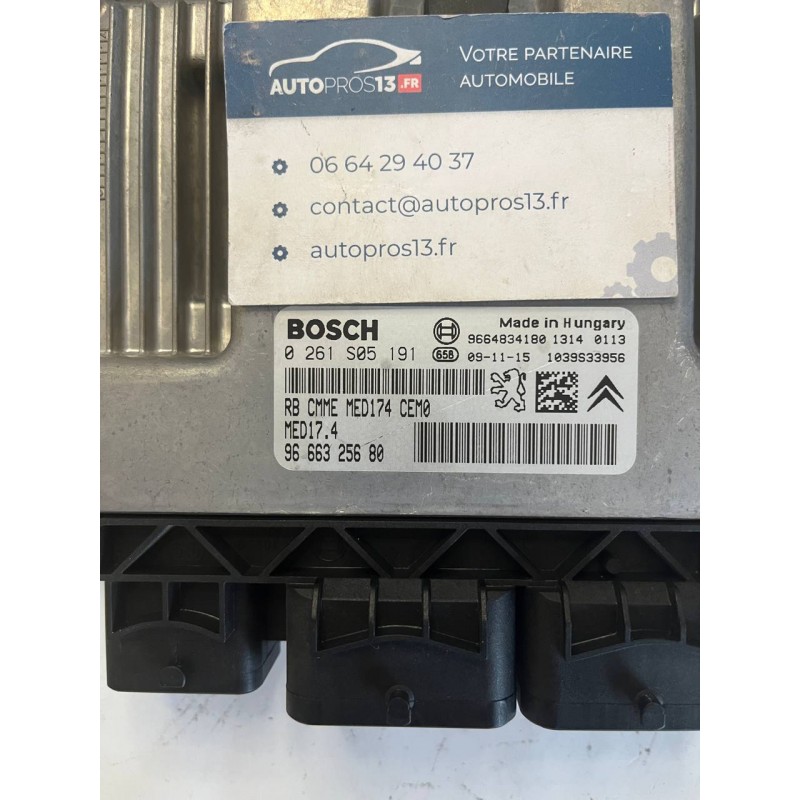 AUTOPROS13.FR
VOTRE PARTENAIRE
AUTOMOBILE
06 64 29 40 37
contact@autopros13.fr
autopros13.fr
BOSCH
Made in Hungary
9664834180 1314 0113
0 261 S05 191
658
09-11-15 1039S33956
RB CMME MED174 CEM0
MED17.4
96 663 256 80